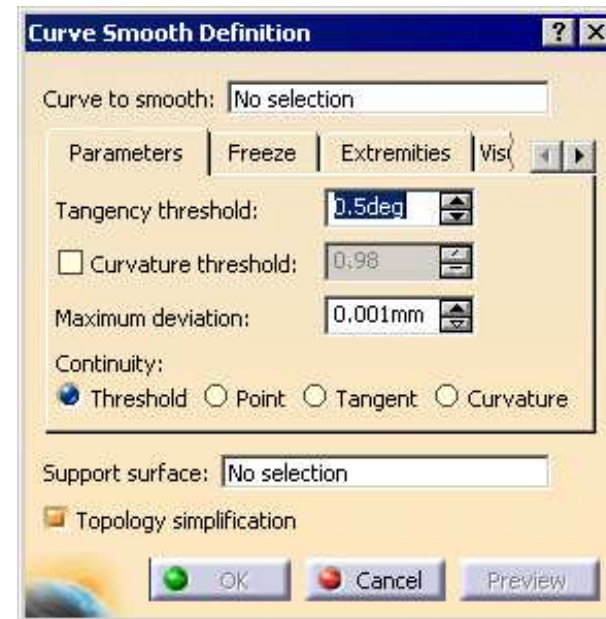 Curve Smooth Definition
Curve to smooth: No selection
Parameters Freeze Extremities
Tangency threshold: 0.5deg
Curvature threshold: 0.98
Maximum deviation: 0.001mm
Continuity:
Threshold Point Tangent Curvature
Support surface: No selection
Topology simplification
OK Cancel Preview